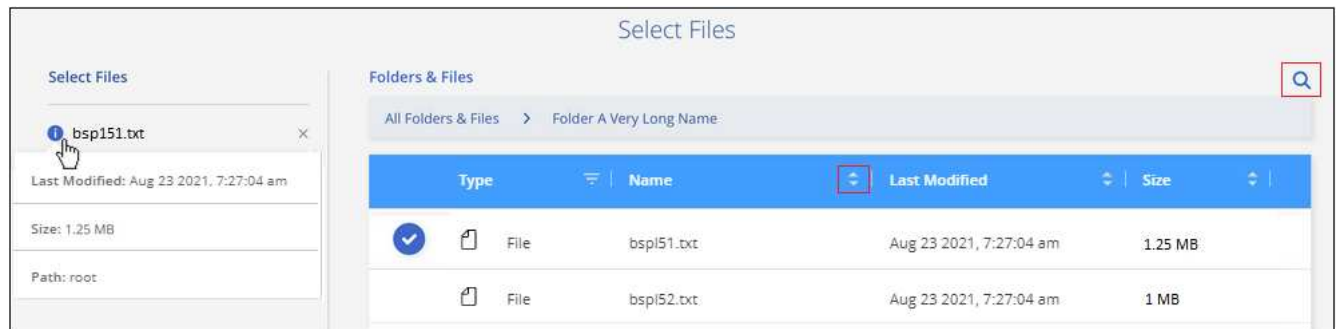 Select Files
Select Files
bsp151.txt
Last Modified: Aug 23 2021, 7:27:04 am
Size: 1.25 MB
Path: root
Folders & Files
All Folders & Files > Folder A Very Long Name
Type Name Last Modified Size
File bspl51.txt Aug 23 2021, 7:27:04 am 1.25 MB
File bspl52.txt Aug 23 2021, 7:27:04 am 1 MB